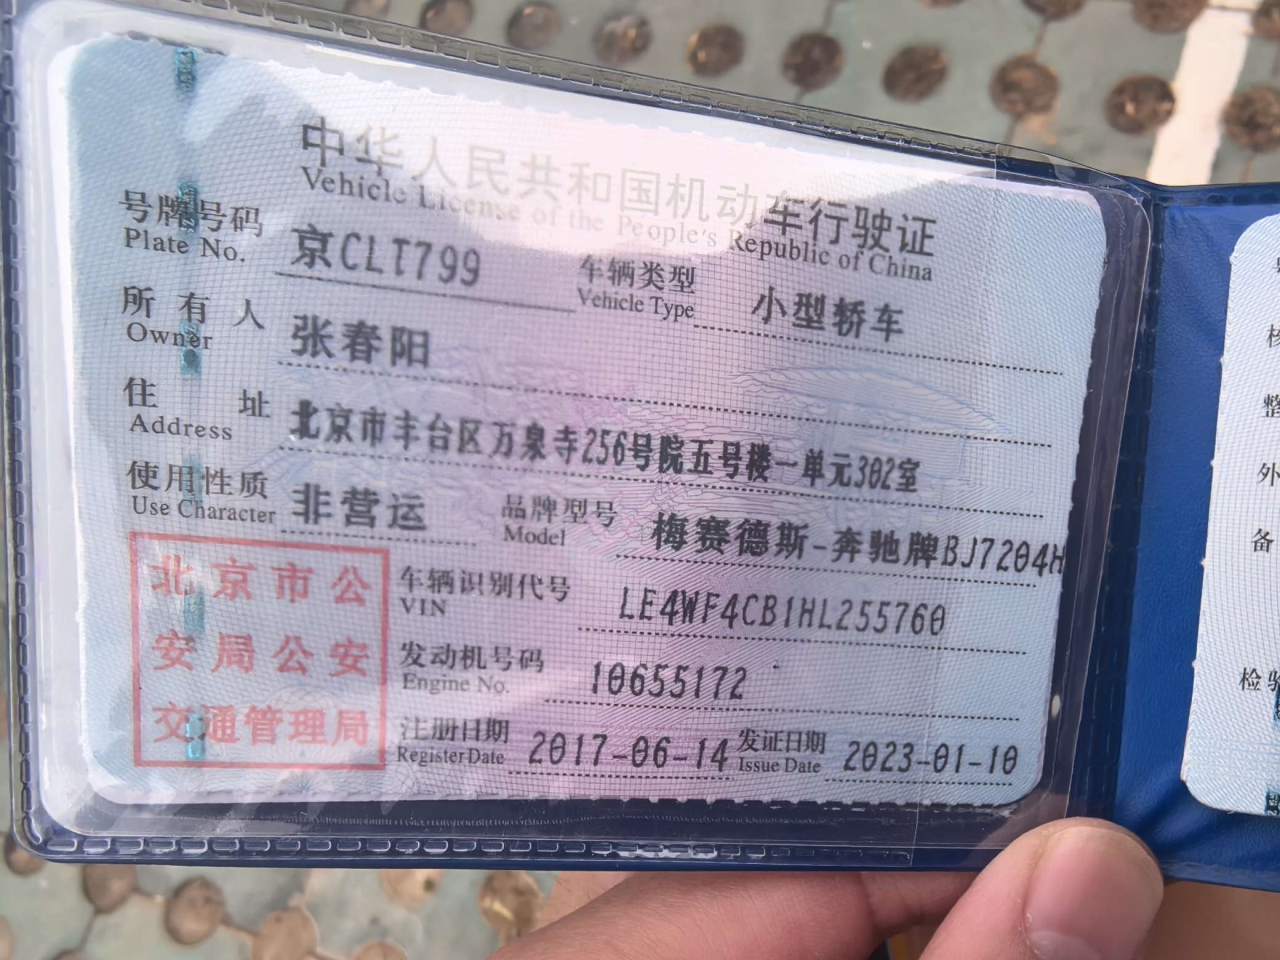 中华人民共和国机动车行驶证
Vehicle License of the People's Republic of China
号牌号码 京CLT799 车辆类型 小型轿车
Plate No. Vehicle Type
所有人 张春阳
Owner
住址 北京市丰台区万泉寺256号院五号楼一单元302室
Address
使用性质 非营运 品牌型号 梅赛德斯-奔驰牌BJ7204H
Use Character Model
北京市公
安局公安
交通管理局
车辆识别代号 LE4WF4CB1HL255760
VIN
发动机号码 10655172
Engine No.
注册日期 2017-06-14 发证日期 2023-01-10
Register Date Issue Date
整
外
备
检验